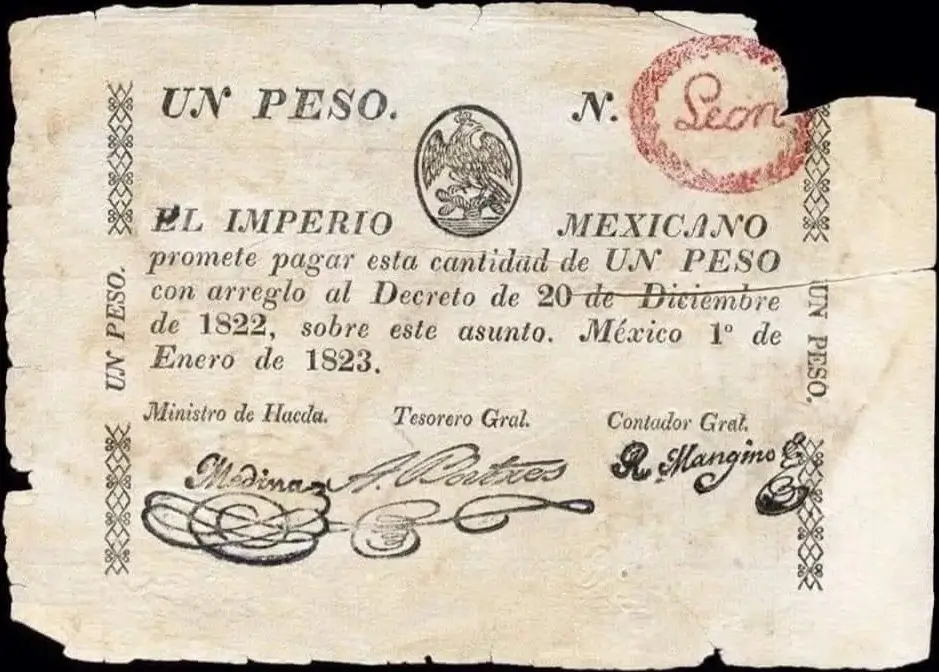 UN PESO. N. León
EL IMPERIO MEXICANO
promete pagar esta cantidad de UN PESO
con arreglo al Decreto de 20 de Diciembre
de 1822, sobre este asunto. México 1º de
Enero de 1823.
Ministro de Hacda. Tesorero Gral. Contador Gral.
Medina A. Batres R. Mangino
UN PESO.
UN PESO.